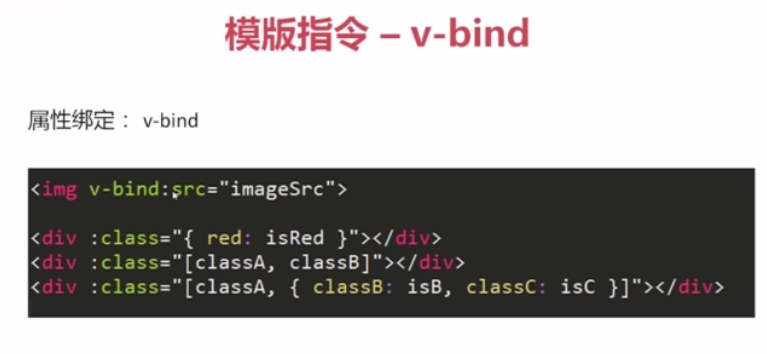 模版指令 – v-bind
属性绑定： v-bind
<img v-bind:src="imageSrc">
<div :class="{ red: isRed }"></div>
<div :class="[classA, classB]"></div>
<div :class="[classA, { classB: isB, classC: isC }]"></div>